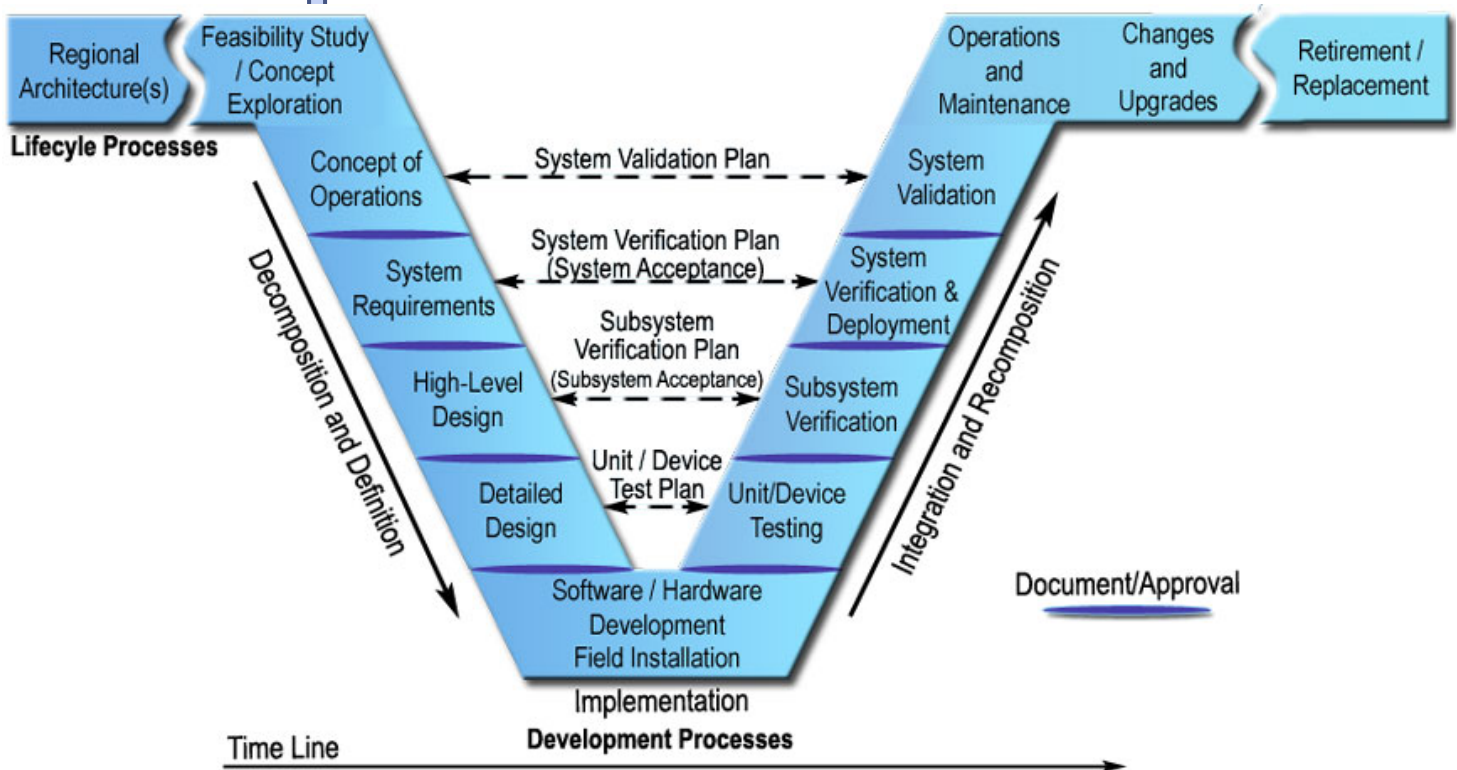 Regional
Architecture(s)
Feasibility Study
/ Concept
Exploration
Operations
and
Maintenance
Changes
and
Upgrades
Retirement /
Replacement
Lifecyle Processes
Concept of
Operations
System Validation Plan
System
Validation
Decomposition and Definition
System
Requirements
System Verification Plan
(System Acceptance)
System
Verification &
Deployment
High-Level
Design
Subsystem
Verification Plan
(Subsystem Acceptance)
Subsystem
Verification
Detailed
Design
Unit / Device
Test Plan
Unit/Device
Testing
Integration and Recomposition
Software / Hardware
Development
Field Installation
Document/Approval
Implementation
Development Processes
Time Line